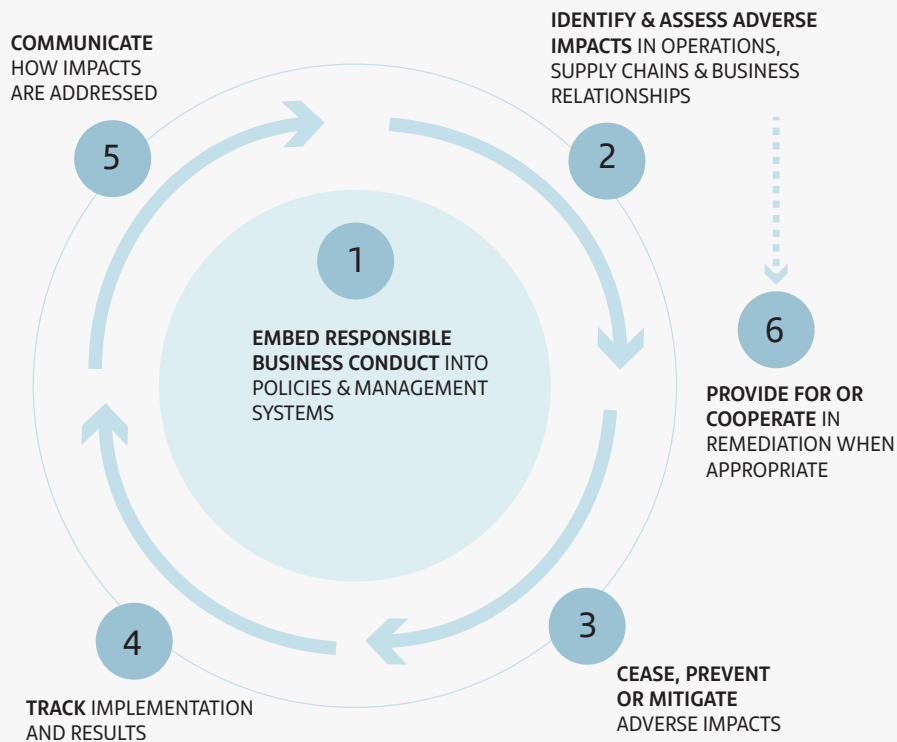 COMMUNICATE
HOW IMPACTS
ARE ADDRESSED
5
IDENTIFY & ASSESS ADVERSE
IMPACTS IN OPERATIONS,
SUPPLY CHAINS & BUSINESS
RELATIONSHIPS
2
1
EMBED RESPONSIBLE
BUSINESS CONDUCT INTO
POLICIES & MANAGEMENT
SYSTEMS
6
PROVIDE FOR OR
COOPERATE IN
REMEDIATION WHEN
APPROPRIATE
4
TRACK IMPLEMENTATION
AND RESULTS
3
CEASE, PREVENT
OR MITIGATE
ADVERSE IMPACTS